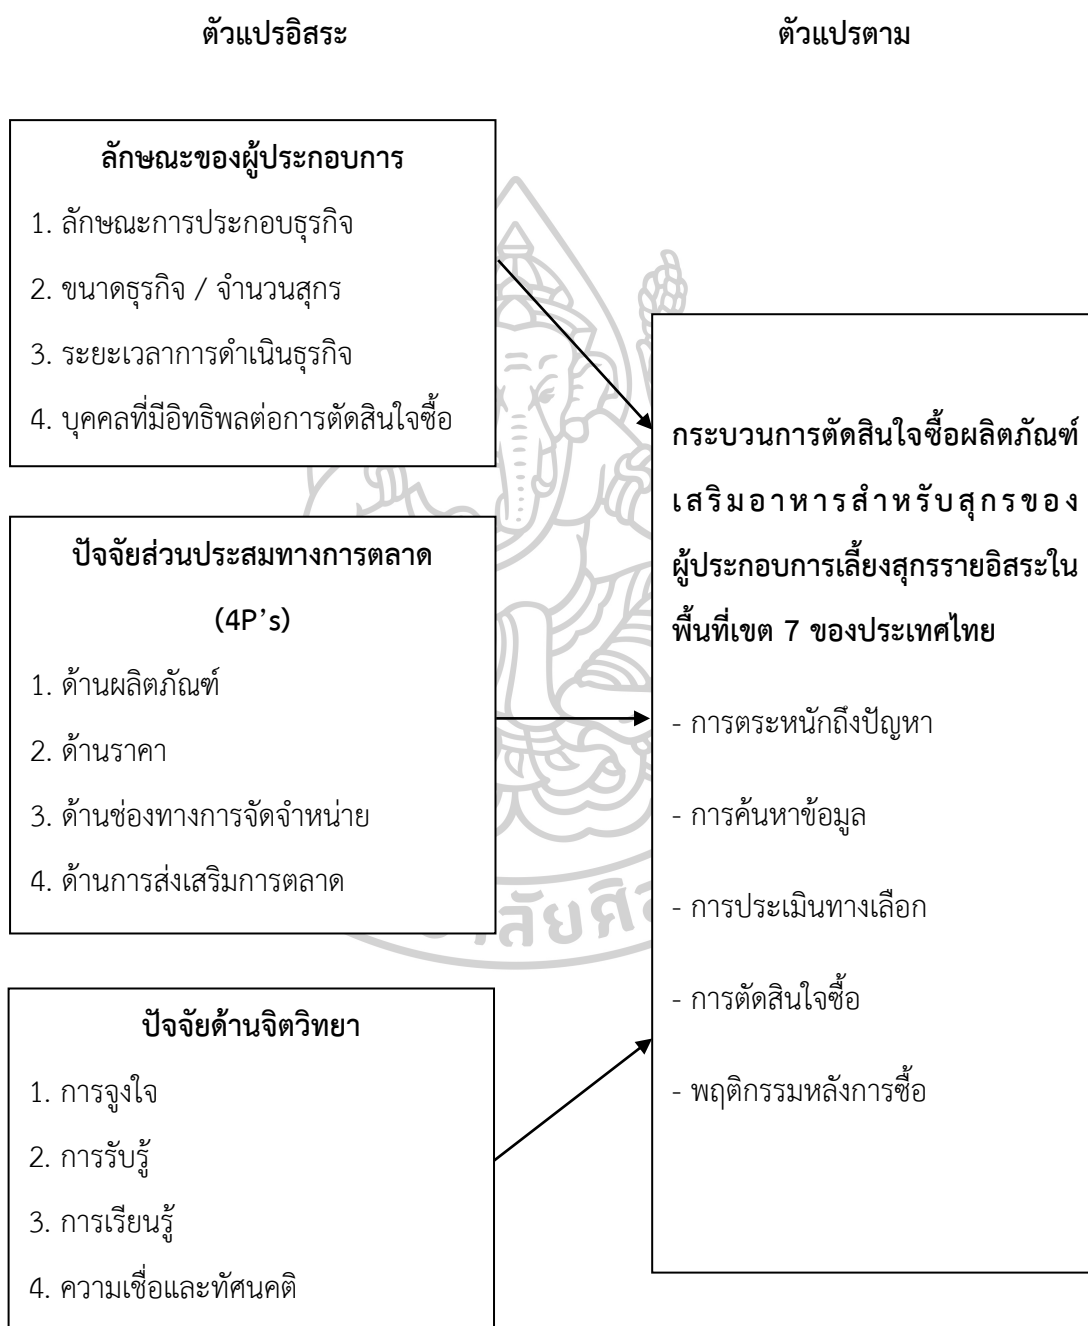 ตัวแปรอิสระ
ตัวแปรตาม
ลักษณะของผู้ประกอบการ
1. ลักษณะการประกอบธุรกิจ
2. ขนาดธุรกิจ / จำนวนสุกร
3. ระยะเวลาการดำเนินธุรกิจ
4. บุคคลที่มีอิทธิพลต่อการตัดสินใจซื้อ
ปัจจัยส่วนประสมทางการตลาด
(4P's)
1. ด้านผลิตภัณฑ์
2. ด้านราคา
3. ด้านช่องทางการจัดจำหน่าย
4. ด้านการส่งเสริมการตลาด
ปัจจัยด้านจิตวิทยา
1. การจูงใจ
2. การรับรู้
3. การเรียนรู้
4. ความเชื่อและทัศนคติ
กระบวนการตัดสินใจซื้อผลิตภัณฑ์
เสริมอาหารสำหรับสุกรของ
ผู้ประกอบการเลี้ยงสุกรรายอิสระใน
พื้นที่เขต 7 ของประเทศไทย
- การตระหนักถึงปัญหา
- การค้นหาข้อมูล
- การประเมินทางเลือก
- การตัดสินใจซื้อ
- พฤติกรรมหลังการซื้อ